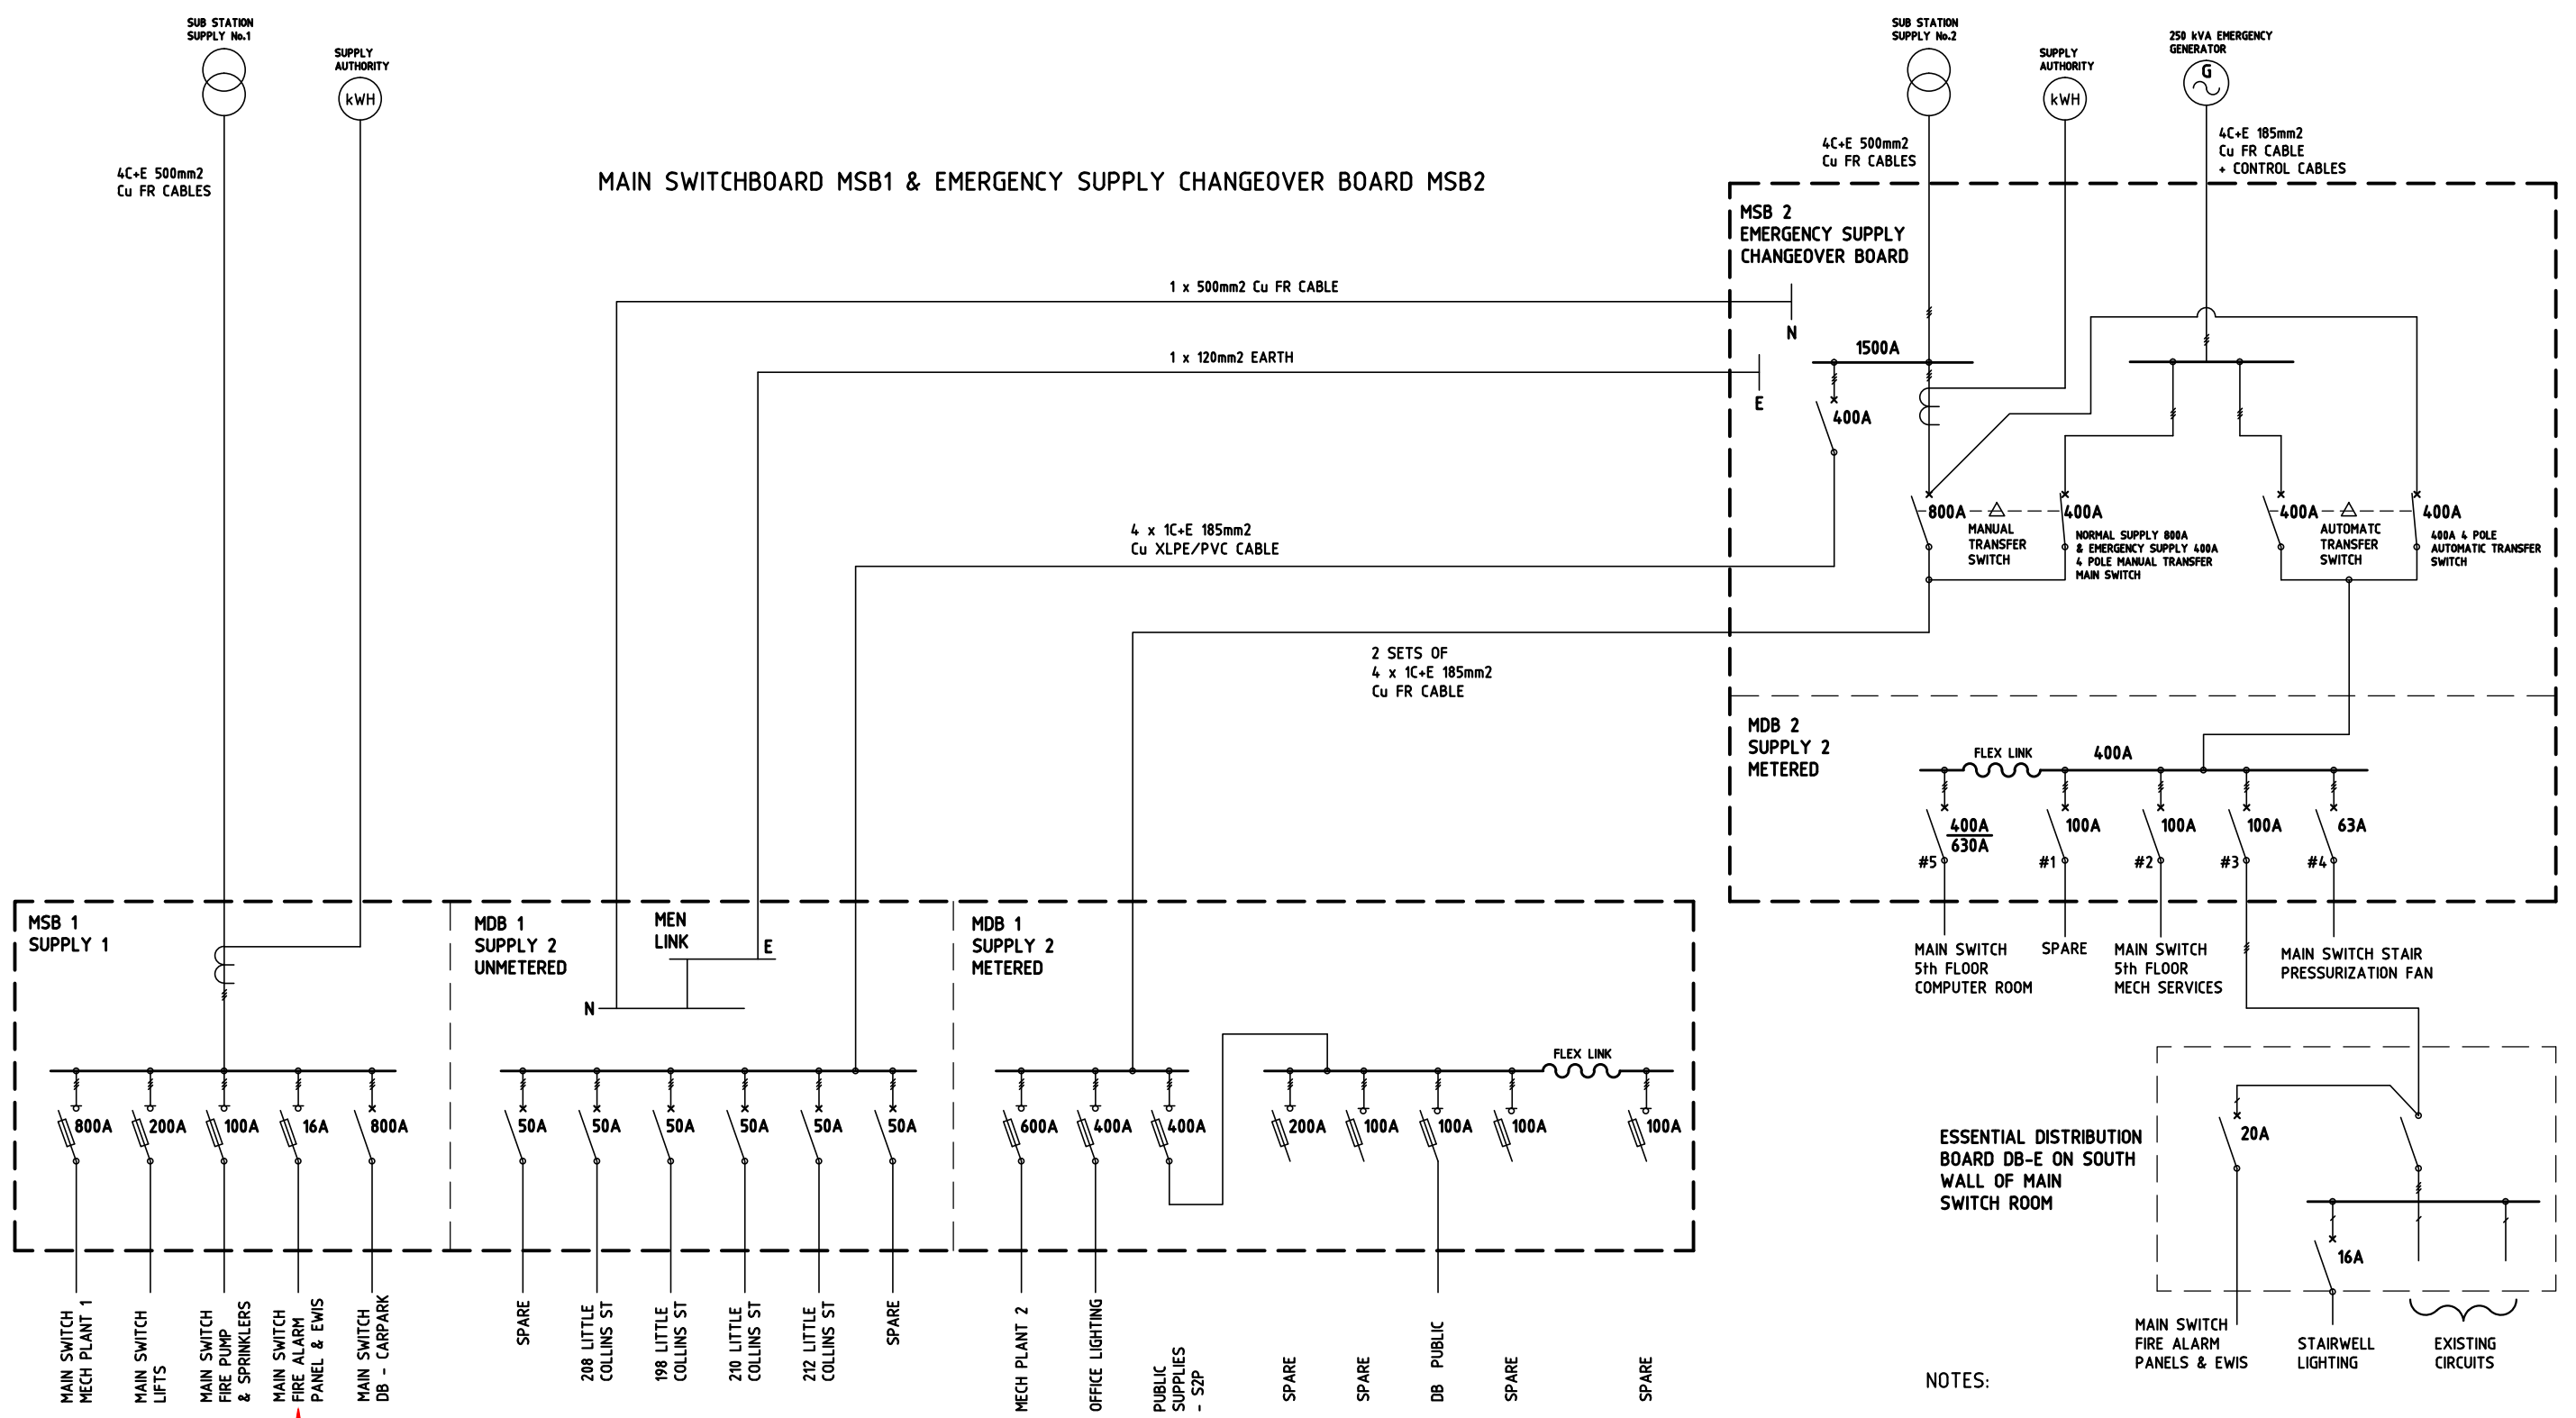 SUB STATION
SUPPLY No.1
SUPPLY
AUTHORITY
kWH
4C+E 500mm2
Cu FR CABLES
MAIN SWITCHBOARD MSB1 & EMERGENCY SUPPLY CHANGEOVER BOARD MSB2
SUB STATION
SUPPLY No.2
SUPPLY
AUTHORITY
kWH
250 kVA EMERGENCY
GENERATOR
G
4C+E 500mm2
Cu FR CABLES
4C+E 185mm2
Cu FR CABLE
+ CONTROL CABLES
MSB 2
EMERGENCY SUPPLY
CHANGEOVER BOARD
1 x 500mm2 Cu FR CABLE
N
1 x 120mm2 EARTH
E
1500A
400A
4 x 1C+E 185mm2
Cu XLPE/PVC CABLE
800A
MANUAL
TRANSFER
SWITCH
400A
NORMAL SUPPLY 800A
& EMERGENCY SUPPLY 400A
4 POLE MANUAL TRANSFER
MAIN SWITCH
400A
AUTOMATC
TRANSFER
SWITCH
400A
400A 4 POLE
AUTOMATIC TRANSFER
SWITCH
2 SETS OF
4 x 1C+E 185mm2
Cu FR CABLE
MDB 2
SUPPLY 2
METERED
FLEX LINK
400A
400A
630A
#5
100A
#1
100A
#2
100A
#3
63A
#4
MAIN SWITCH
5th FLOOR
COMPUTER ROOM
SPARE
MAIN SWITCH
5th FLOOR
MECH SERVICES
MAIN SWITCH STAIR
PRESSURIZATION FAN
MSB 1
SUPPLY 1
MDB 1
SUPPLY 2
UNMETERED
MEN
LINK
E
N
MDB 1
SUPPLY 2
METERED
FLEX LINK
800A
200A
100A
16A
800A
50A
50A
50A
50A
50A
50A
600A
400A
400A
200A
100A
100A
100A
100A
MAIN SWITCH
MECH PLANT 1
MAIN SWITCH
LIFTS
MAIN SWITCH
FIRE PUMP
& SPRINKLERS
MAIN SWITCH
FIRE ALARM
PANEL & EWIS
MAIN SWITCH
DB - CARPARK
SPARE
208 LITTLE
COLLINS ST
198 LITTLE
COLLINS ST
210 LITTLE
COLLINS ST
212 LITTLE
COLLINS ST
SPARE
MECH PLANT 2
OFFICE LIGHTING
PUBLIC
SUPPLIES
- S2P
SPARE
SPARE
DB PUBLIC
SPARE
SPARE
ESSENTIAL DISTRIBUTION
BOARD DB-E ON SOUTH
WALL OF MAIN
SWITCH ROOM
20A
16A
MAIN SWITCH
FIRE ALARM
PANELS & EWIS
STAIRWELL
LIGHTING
EXISTING
CIRCUITS
NOTES: